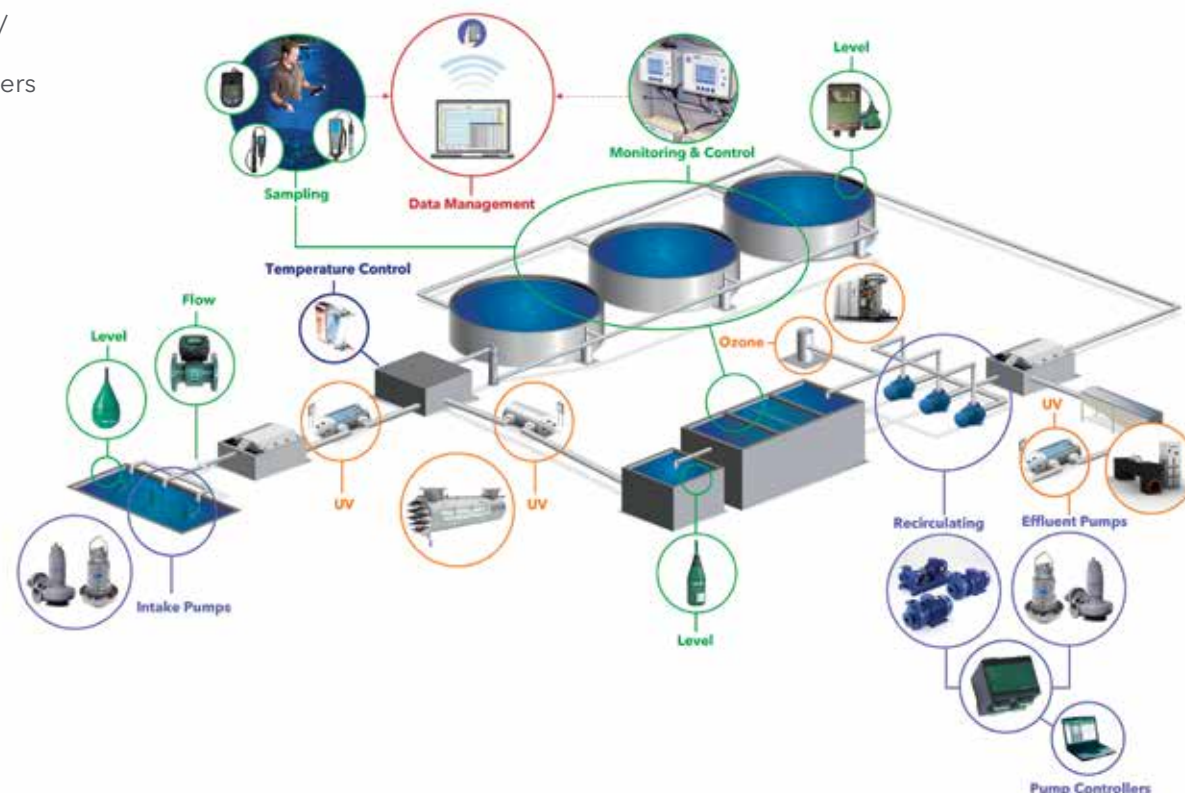 /
ers
Level
Monitoring & Control
Sampling
Data Management
Temperature Control
Flow
Level
Ozone
UV
UV
UV
Recirculating
Effluent Pumps
Intake Pumps
Level
Pump Controllers